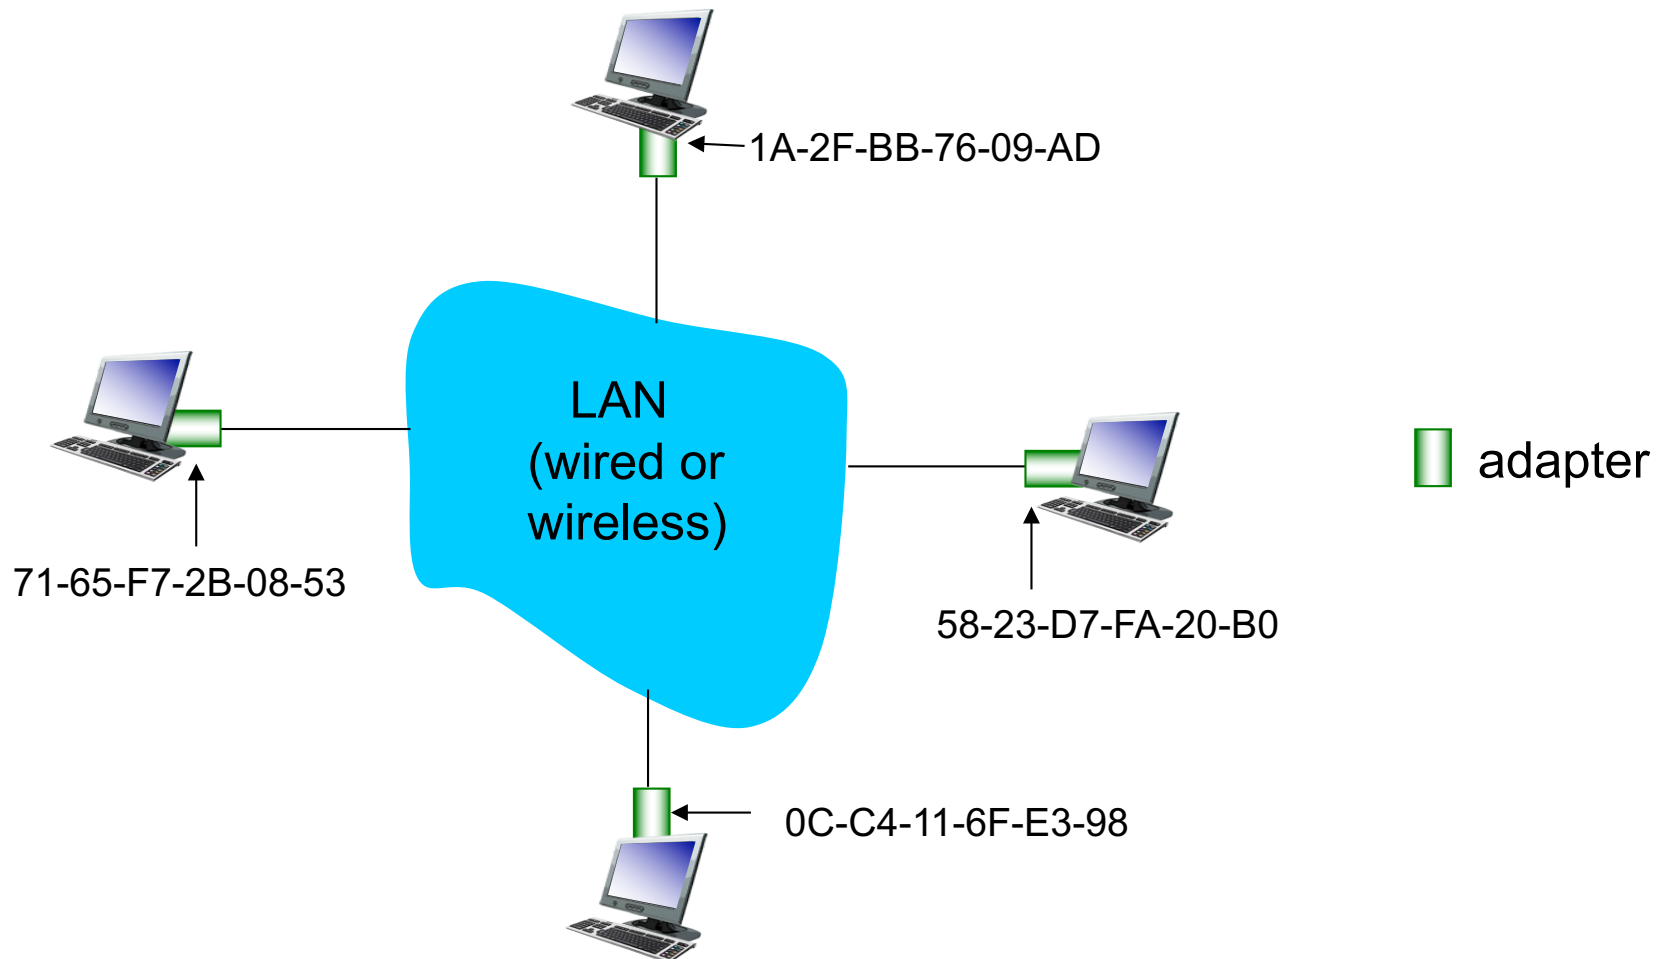 1A-2F-BB-76-09-AD
LAN
(wired or
wireless)
adapter
71-65-F7-2B-08-53
58-23-D7-FA-20-B0
0C-C4-11-6F-E3-98